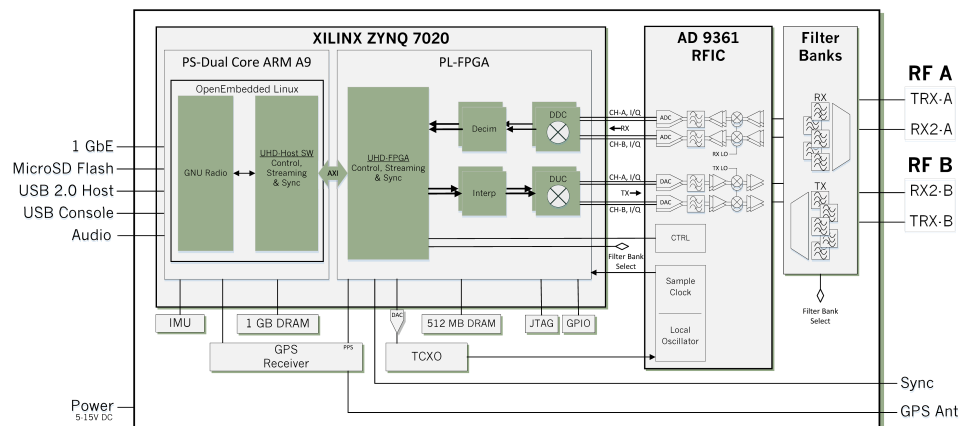 XILINX ZYNQ 7020
PS-Dual Core ARM A9
OpenEmbedded Linux
GNU Radio
UHD-Host SW
Control,
Streaming
& Sync
AXI
PL-FPGA
UHD-FPGA
Control, Streaming
& Sync
Decim
DDC
Interp
DUC
CH-A, I/Q
RX
CH-B, I/Q
CH-A, I/Q
TX
CH-B, I/Q
Filter Bank
Select
AD 9361
RFIC
ADC
ADC
RX LO
TX LO
DAC
DAC
CTRL
Sample
Clock
Local
Oscillator
Filter
Banks
RX
TX
Filter Bank
Select
RF A
TRX-A
RX2-A
RF B
RX2-B
TRX-B
1 GbE
MicroSD Flash
USB 2.0 Host
USB Console
Audio
IMU
1 GB DRAM
DAC
512 MB DRAM
JTAG
GPIO
GPS
Receiver
PPS
TCXO
Sync
GPS Ant
Power
5-15V DC